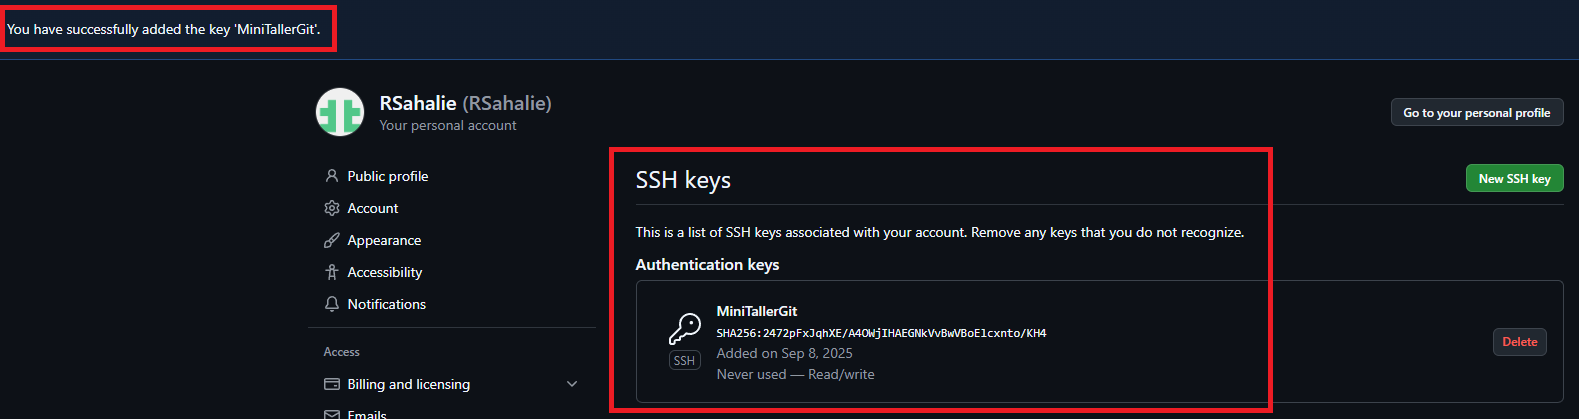 You have successfully added the key 'MiniTallerGit'.
RSahalie (RSahalie)
Your personal account
Go to your personal profile
Public profile
Account
Appearance
Accessibility
Notifications
Access
Billing and licensing
Emails
SSH keys
New SSH key
This is a list of SSH keys associated with your account. Remove any keys that you do not recognize.
Authentication keys
MiniTallerGit
SHA256:2472pFxJqhXE/A4OWjIHAEGNkVvBwVBoElcxnto/KH4
SSH
Added on Sep 8, 2025
Never used — Read/write
Delete